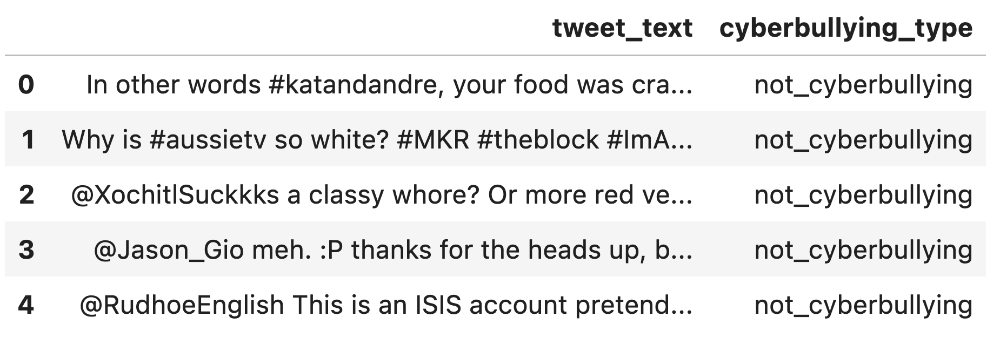 tweet_text cyberbullying_type
0 In other words #katandandre, your food was cra... not_cyberbullying
1 Why is #aussietv so white? #MKR #theblock #ImA... not_cyberbullying
2 @XochitlSuckkks a classy whore? Or more red ve... not_cyberbullying
3 @Jason_Gio meh. :P thanks for the heads up, b... not_cyberbullying
4 @RudhoeEnglish This is an ISIS account pretend... not_cyberbullying